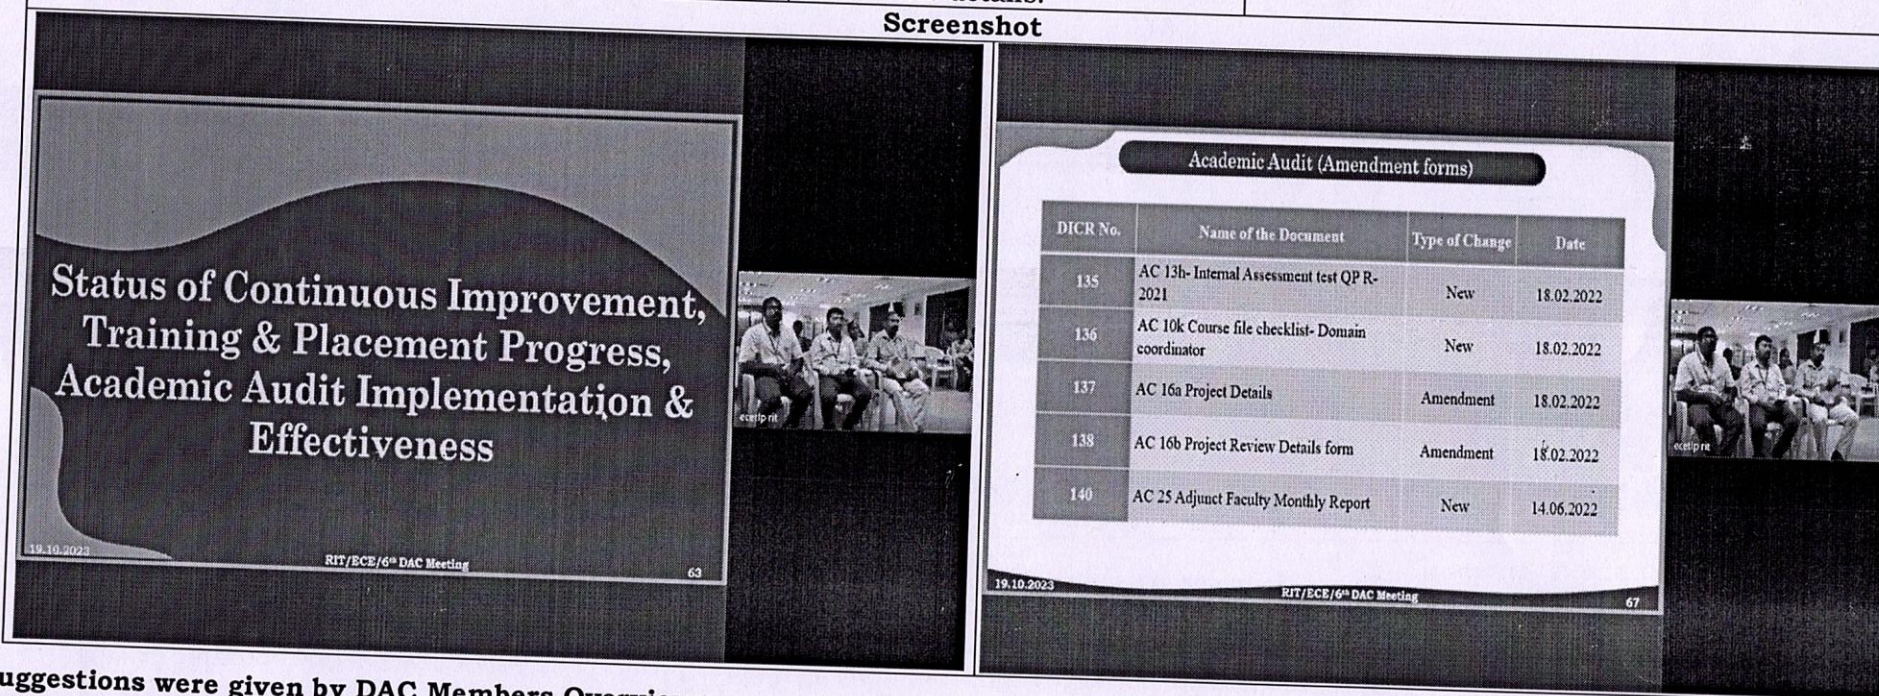 Screenshot
Status of Continuous Improvement,
Training & Placement Progress,
Academic Audit Implementation &
Effectiveness
19.10.2023
RIT/ECE/6th DAC Meeting
63
ecetlp rit
Academic Audit (Amendment forms)
DICR No. Name of the Document Type of Change Date
135 AC 13h- Internal Assessment test QP R-
2021 New 18.02.2022
136 AC 10k Course file checklist- Domain
coordinator New 18.02.2022
137 AC 16a Project Details Amendment 18.02.2022
138 AC 16b Project Review Details form Amendment 18.02.2022
140 AC 25 Adjunct Faculty Monthly Report New 14.06.2022
19.10.2023
RIT/ECE/6th DAC Meeting
67
ecetlp rit
uggestions were given by DAC Members